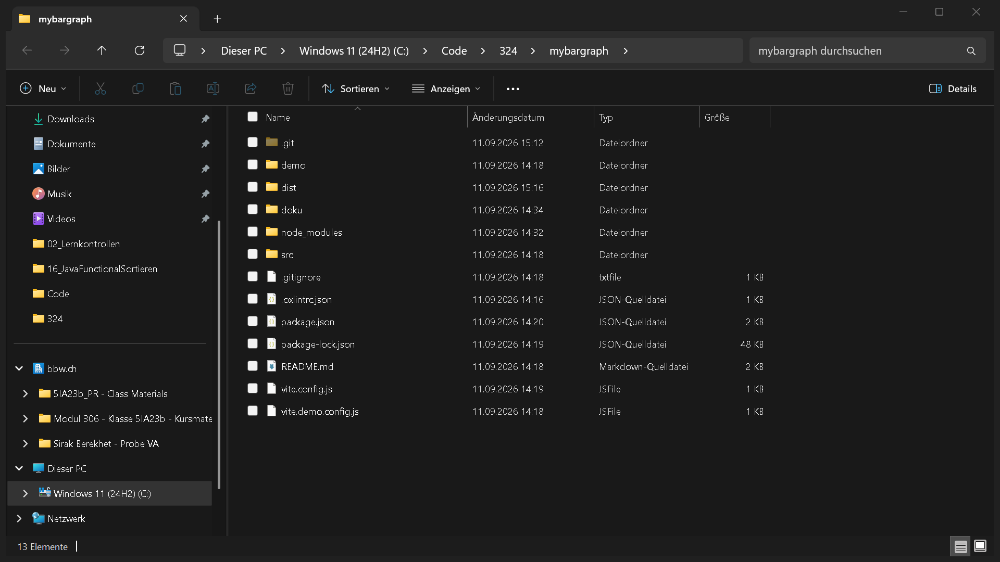 mybargraph
Dieser PC
Windows 11 (24H2) (C:)
Code
324
mybargraph
mybargraph durchsuchen
Neu
Sortieren
Anzeigen
Details
Downloads
Dokumente
Bilder
Musik
Videos
02_Lernkontrollen
16_JavaFunctionalSortieren
Code
324
bbw.ch
5IA23b_PR - Class Materials
Modul 306 - Klasse 5IA23b - Kursmate
Sirak Berekhet - Probe VA
Dieser PC
Windows 11 (24H2) (C:)
Netzwerk
Name Änderungsdatum Typ Größe
.git 11.09.2026 15:12 Dateiordner
demo 11.09.2026 14:18 Dateiordner
dist 11.09.2026 15:16 Dateiordner
doku 11.09.2026 14:34 Dateiordner
node_modules 11.09.2026 14:32 Dateiordner
src 11.09.2026 14:18 Dateiordner
.gitignore 11.09.2026 14:18 txtfile 1 KB
.oxlintrc.json 11.09.2026 14:16 JSON-Quelldatei 1 KB
package.json 11.09.2026 14:20 JSON-Quelldatei 2 KB
package-lock.json 11.09.2026 14:19 JSON-Quelldatei 48 KB
README.md 11.09.2026 14:18 Markdown-Quelldatei 2 KB
vite.config.js 11.09.2026 14:19 JSFile 1 KB
vite.demo.config.js 11.09.2026 14:18 JSFile 1 KB
13 Elemente